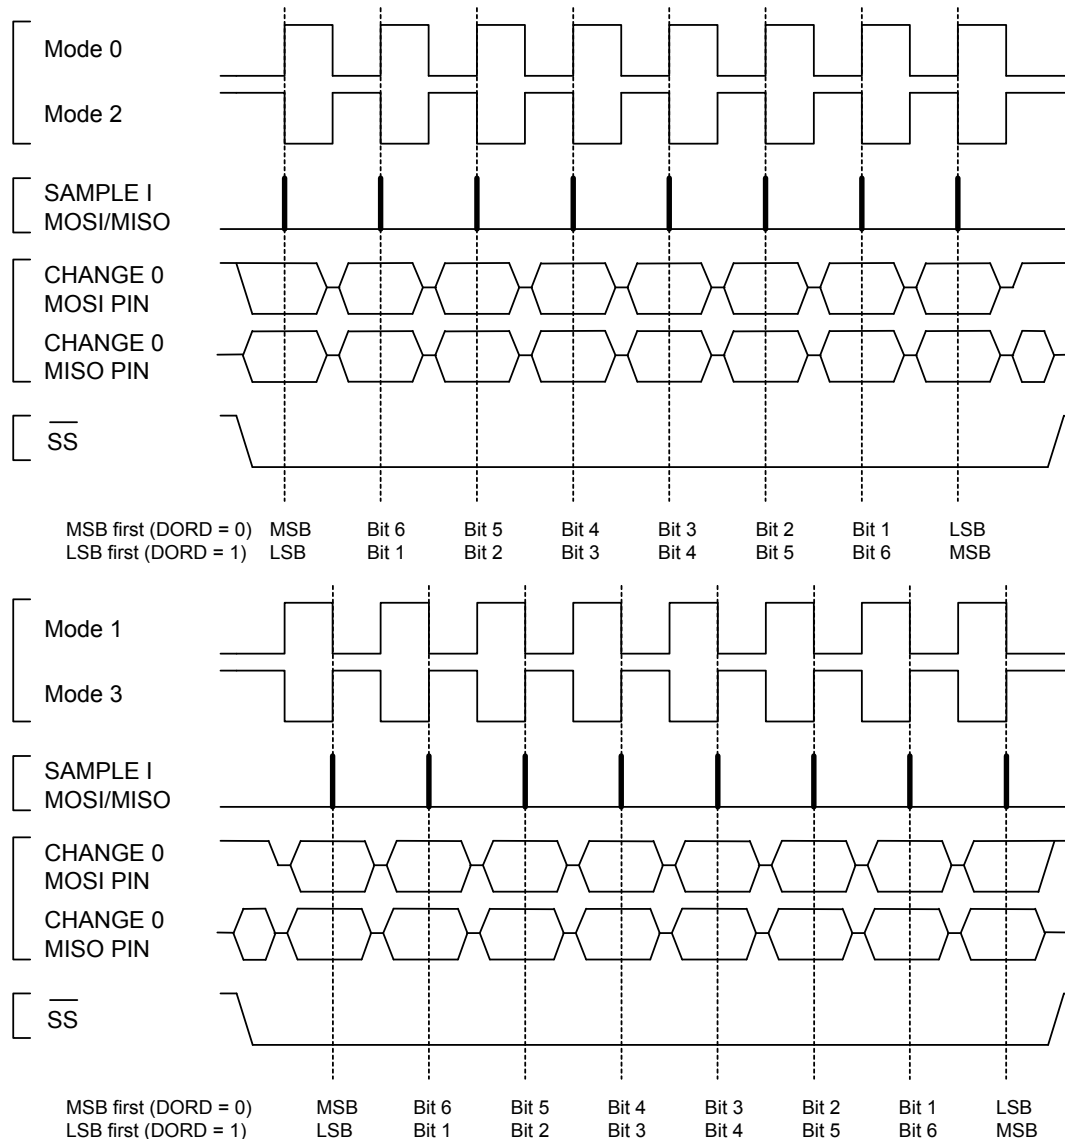 Mode 0
Mode 2
SAMPLE I
MOSI/MISO
CHANGE 0
MOSI PIN
CHANGE 0
MISO PIN
SS
MSB first (DORD = 0) MSB Bit 6 Bit 5 Bit 4 Bit 3 Bit 2 Bit 1 LSB
LSB first (DORD = 1) LSB Bit 1 Bit 2 Bit 3 Bit 4 Bit 5 Bit 6 MSB
Mode 1
Mode 3
SAMPLE I
MOSI/MISO
CHANGE 0
MOSI PIN
CHANGE 0
MISO PIN
SS
MSB first (DORD = 0) MSB Bit 6 Bit 5 Bit 4 Bit 3 Bit 2 Bit 1 LSB
LSB first (DORD = 1) LSB Bit 1 Bit 2 Bit 3 Bit 4 Bit 5 Bit 6 MSB